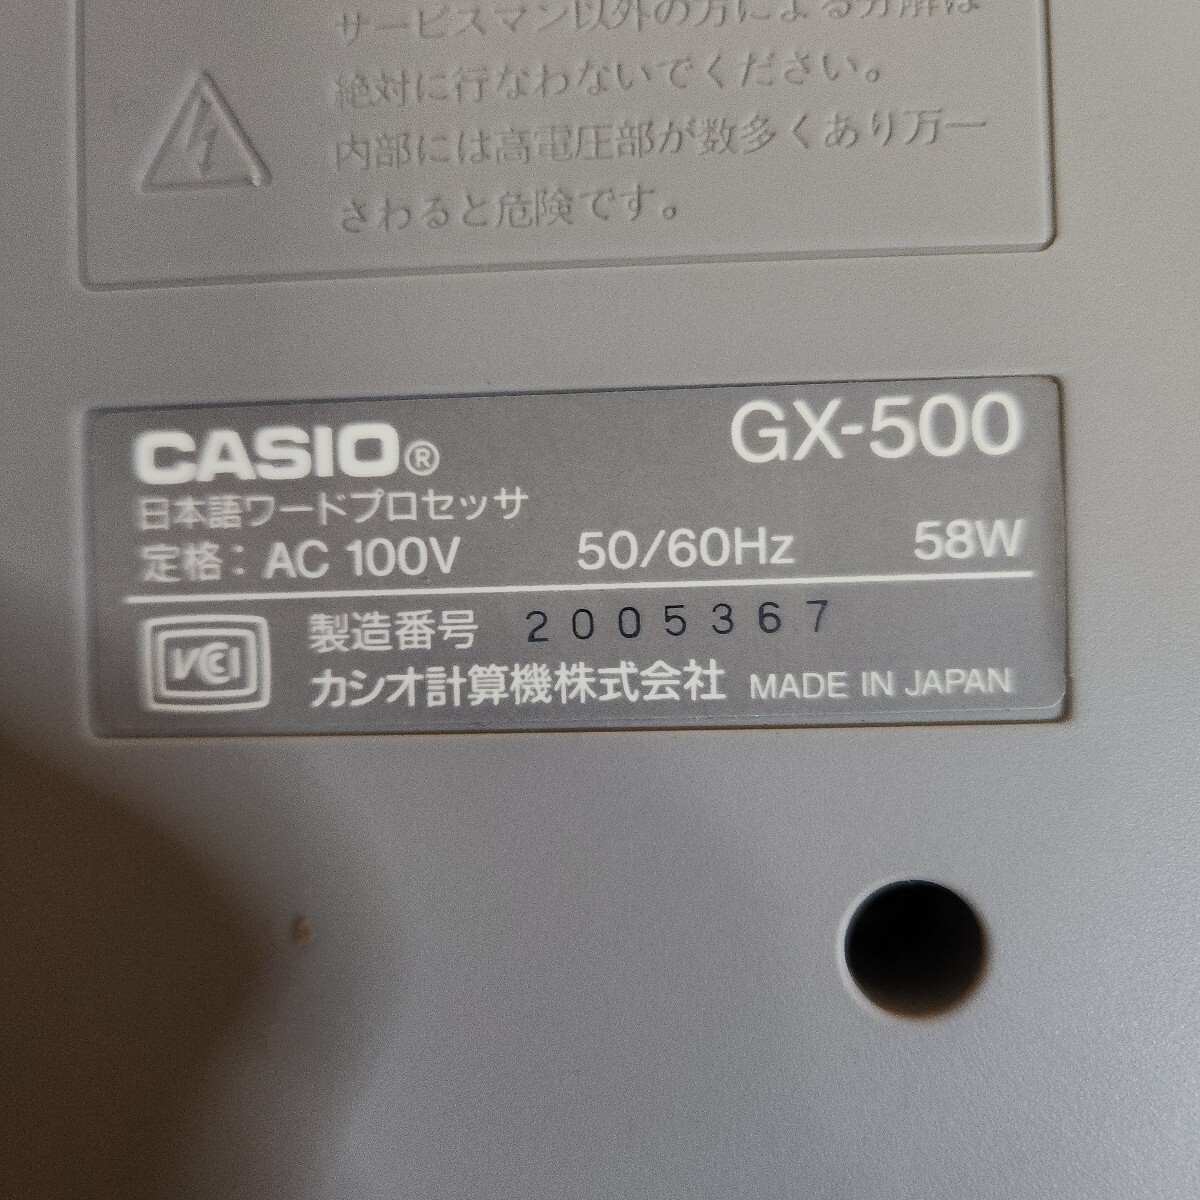 サービスマン以外の方による分解は
絶対に行なわないでください。
内部には高電圧部が数多くあり万一
さわると危険です。
CASIO® GX-500
日本語ワードプロセッサ
定格：AC 100V 50/60Hz 58W
VCCI 製造番号 2005367
カシオ計算機株式会社 MADE IN JAPAN